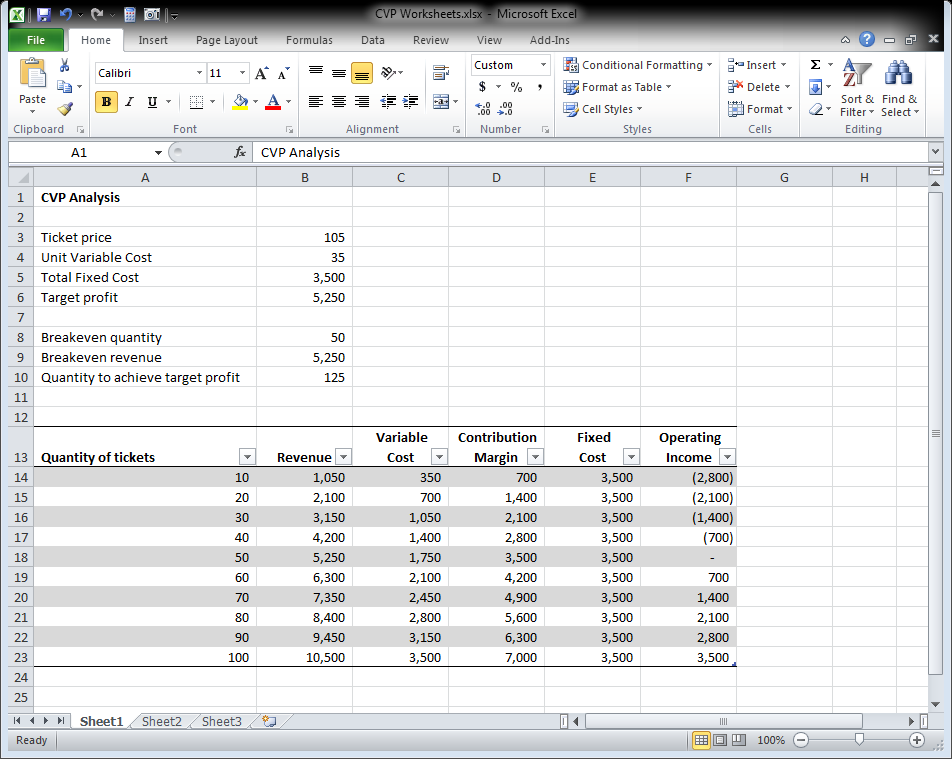 CVP Worksheets.xlsx - Microsoft Excel
File Home Insert Page Layout Formulas Data Review View Add-Ins
Paste
Calibri 11
B I U
Custom
$ % ,
Conditional Formatting
Format as Table
Cell Styles
Insert
Delete
Format
Σ
Sort & Filter
Find & Select
Clipboard Font Alignment Number Styles Cells Editing
A1 fx CVP Analysis
A B C D E F G H
1 CVP Analysis
2
3 Ticket price 105
4 Unit Variable Cost 35
5 Total Fixed Cost 3,500
6 Target profit 5,250
7
8 Breakeven quantity 50
9 Breakeven revenue 5,250
10 Quantity to achieve target profit 125
11
12
13 Quantity of tickets Revenue Variable Cost Contribution Margin Fixed Cost Operating Income
14 10 1,050 350 700 3,500 (2,800)
15 20 2,100 700 1,400 3,500 (2,100)
16 30 3,150 1,050 2,100 3,500 (1,400)
17 40 4,200 1,400 2,800 3,500 (700)
18 50 5,250 1,750 3,500 3,500 -
19 60 6,300 2,100 4,200 3,500 700
20 70 7,350 2,450 4,900 3,500 1,400
21 80 8,400 2,800 5,600 3,500 2,100
22 90 9,450 3,150 6,300 3,500 2,800
23 100 10,500 3,500 7,000 3,500 3,500
24
25
Sheet1 Sheet2 Sheet3
Ready 100%